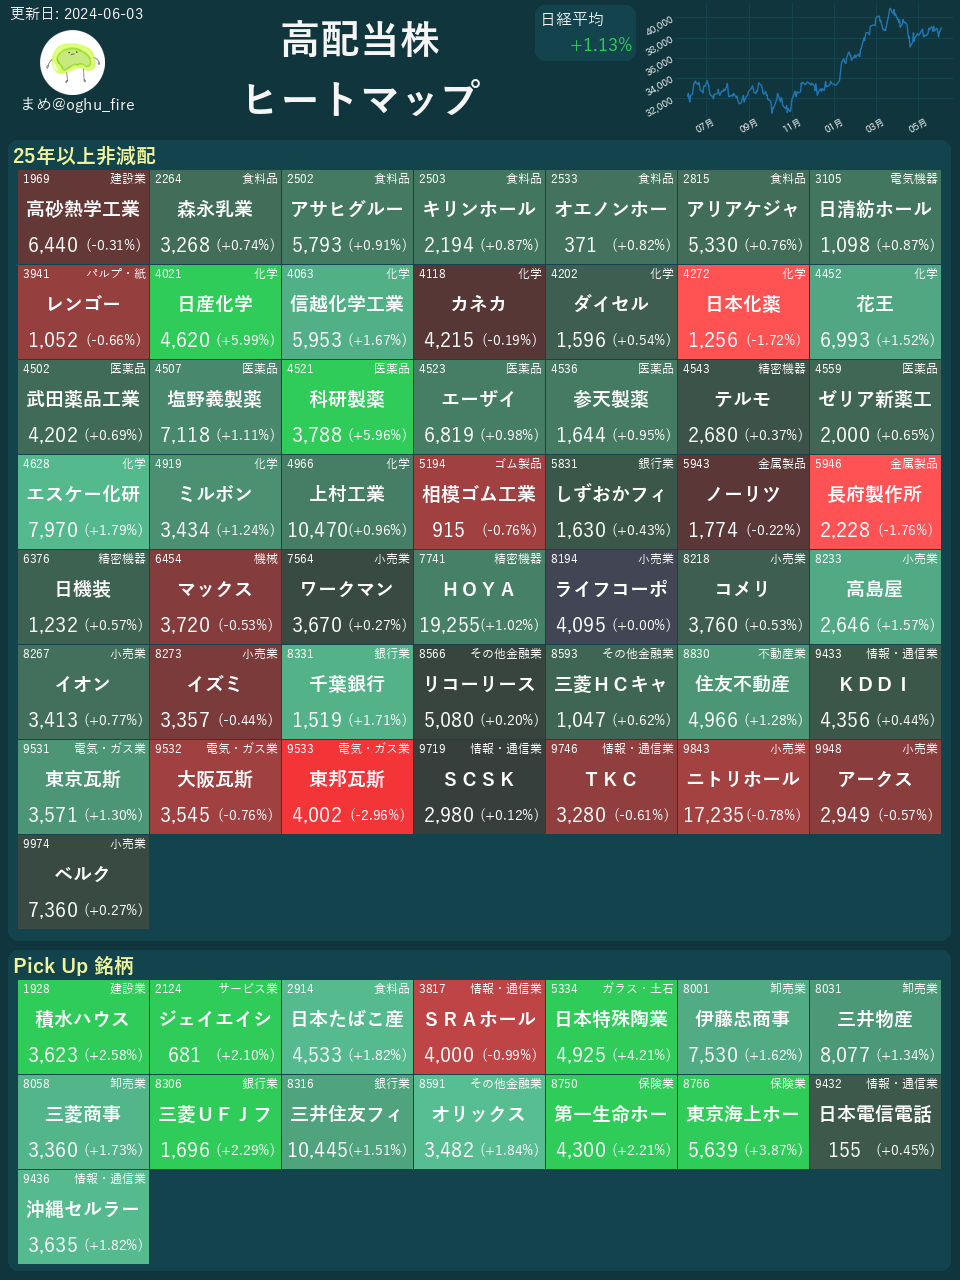 更新日: 2024-06-03
まめ@oghu_fire
高配当株
ヒートマップ
日経平均
+1.13%
40,000
38,000
36,000
34,000
32,000
07月 09月 11月 01月 03月 05月
25年以上非減配
1969 建設業 2264 食料品 2502 食料品 2503 食料品 2533 食料品 2815 食料品 3105 電気機器
高砂熱学工業 森永乳業 アサヒグルー キリンホール オエノンホー アリアケジャ 日清紡ホール
6,440 (-0.31%) 3,268 (+0.74%) 5,793 (+0.91%) 2,194 (+0.87%) 371 (+0.82%) 5,330 (+0.76%) 1,098 (+0.87%)
3941 パルプ・紙 4021 化学 4063 化学 4118 化学 4202 化学 4272 化学 4452 化学
レンゴー 日産化学 信越化学工業 カネカ ダイセル 日本化薬 花王
1,052 (-0.66%) 4,620 (+5.99%) 5,953 (+1.67%) 4,215 (-0.19%) 1,596 (+0.54%) 1,256 (-1.72%) 6,993 (+1.52%)
4502 医薬品 4507 医薬品 4521 医薬品 4523 医薬品 4536 医薬品 4543 精密機器 4559 医薬品
武田薬品工業 塩野義製薬 科研製薬 エーザイ 参天製薬 テルモ ゼリア新薬工
4,202 (+0.69%) 7,118 (+1.11%) 3,788 (+5.96%) 6,819 (+0.98%) 1,644 (+0.95%) 2,680 (+0.37%) 2,000 (+0.65%)
4628 化学 4919 化学 4966 化学 5194 ゴム製品 5831 銀行業 5943 金属製品 5946 金属製品
エスケー化研 ミルボン 上村工業 相模ゴム工業 しずおかフィ ノーリツ 長府製作所
7,970 (+1.79%) 3,434 (+1.24%) 10,470(+0.96%) 915 (-0.76%) 1,630 (+0.43%) 1,774 (-0.22%) 2,228 (-1.76%)
6376 精密機器 6454 機械 7564 小売業 7741 精密機器 8194 小売業 8218 小売業 8233 小売業
日機装 マックス ワークマン ＨＯＹＡ ライフコーポ コメリ 高島屋
1,232 (+0.57%) 3,720 (-0.53%) 3,670 (+0.27%) 19,255(+1.02%) 4,095 (+0.00%) 3,760 (+0.53%) 2,646 (+1.57%)
8267 小売業 8273 小売業 8331 銀行業 8566 その他金融業 8593 その他金融業 8830 不動産業 9433 情報・通信業
イオン イズミ 千葉銀行 リコーリース 三菱ＨＣキャ 住友不動産 ＫＤＤＩ
3,413 (+0.77%) 3,357 (-0.44%) 1,519 (+1.71%) 5,080 (+0.20%) 1,047 (+0.62%) 4,966 (+1.28%) 4,356 (+0.44%)
9531 電気・ガス業 9532 電気・ガス業 9533 電気・ガス業 9719 情報・通信業 9746 情報・通信業 9843 小売業 9948 小売業
東京瓦斯 大阪瓦斯 東邦瓦斯 ＳＣＳＫ ＴＫＣ ニトリホール アークス
3,571 (+1.30%) 3,545 (-0.76%) 4,002 (-2.96%) 2,980 (+0.12%) 3,280 (-0.61%) 17,235(-0.78%) 2,949 (-0.57%)
9974 小売業
ベルク
7,360 (+0.27%)
Pick Up 銘柄
1928 建設業 2124 サービス業 2914 食料品 3817 情報・通信業 5334 ガラス・土石 8001 卸売業 8031 卸売業
積水ハウス ジェイエイシ 日本たばこ産 ＳＲＡホール 日本特殊陶業 伊藤忠商事 三井物産
3,623 (+2.58%) 681 (+2.10%) 4,533 (+1.82%) 4,000 (-0.99%) 4,925 (+4.21%) 7,530 (+1.62%) 8,077 (+1.34%)
8058 卸売業 8306 銀行業 8316 銀行業 8591 その他金融業 8750 保険業 8766 保険業 9432 情報・通信業
三菱商事 三菱ＵＦＪフ 三井住友フィ オリックス 第一生命ホー 東京海上ホー 日本電信電話
3,360 (+1.73%) 1,696 (+2.29%) 10,445(+1.51%) 3,482 (+1.84%) 4,300 (+2.21%) 5,639 (+3.87%) 155 (+0.45%)
9436 情報・通信業
沖縄セルラー
3,635 (+1.82%)